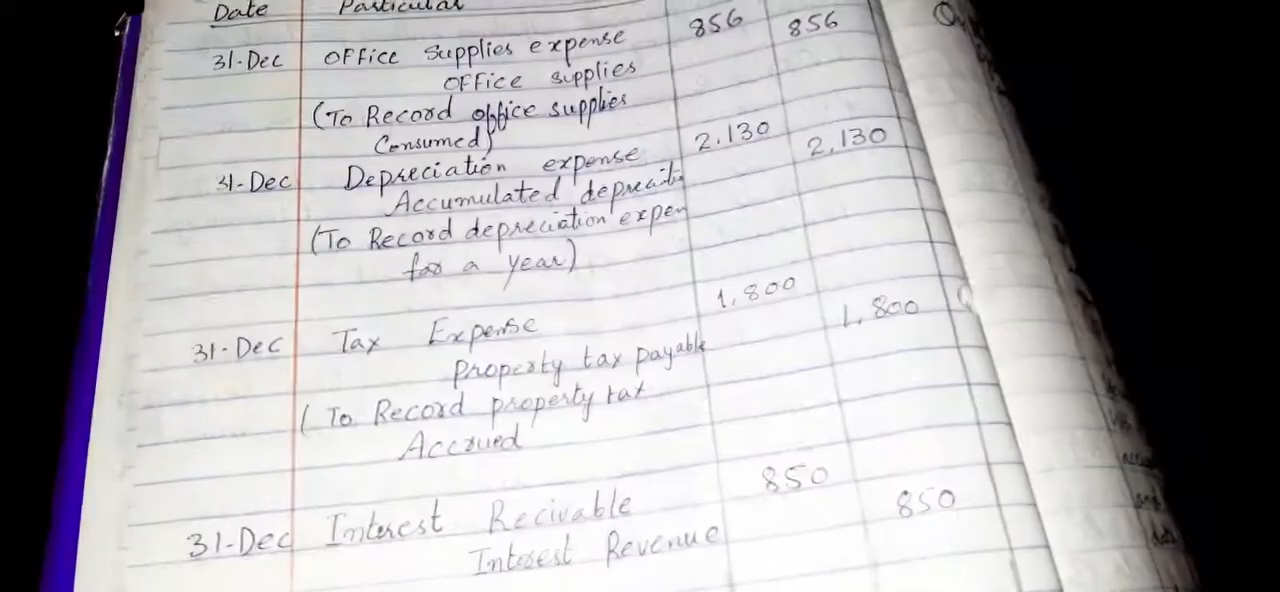 Date Particular
31-Dec Office Supplies expense 856
Office supplies 856
(To Record office supplies
Consumed)
31-Dec Depreciation expense 2,130
Accumulated 2,130
(To Record depreciation expen
for a year)
31-Dec Tax Expense 1,800
Property tax payable 1,800
(To Record property tax
Accrued
31-Dec Interest Recivable 850
Interest Revenue 850